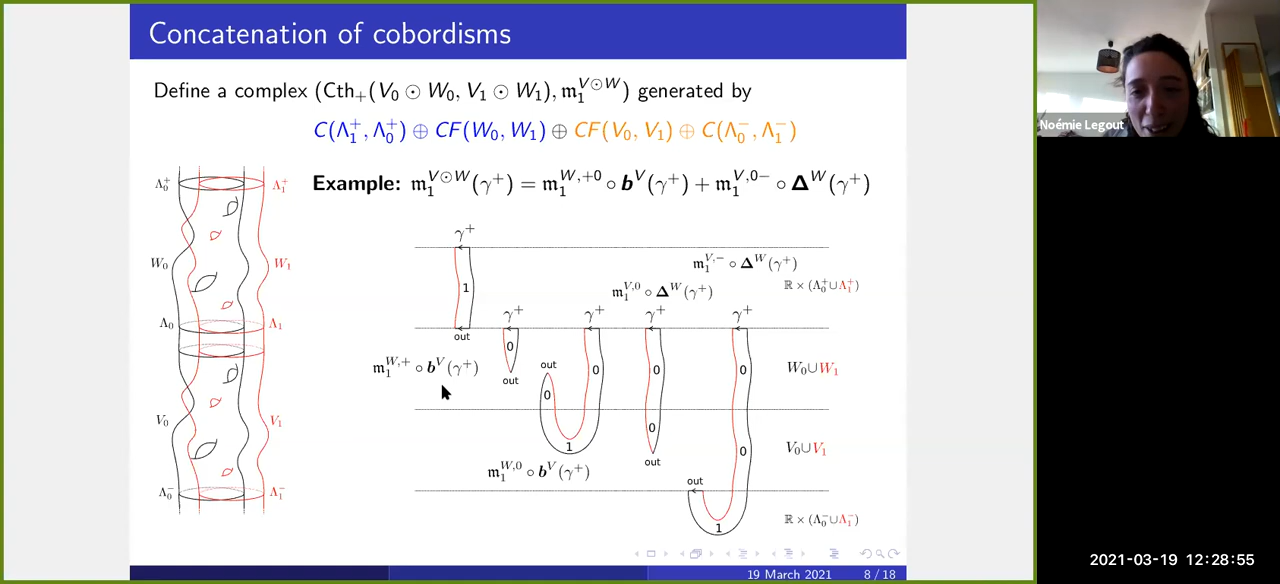 Concatenation of cobordisms
Define a complex (Cth₊(V₀ ⊙ W₀, V₁ ⊙ W₁), 𝔪₁^{V⊙W}) generated by
C(Λ₁⁺, Λ₀⁺) ⊕ CF(W₀, W₁) ⊕ CF(V₀, V₁) ⊕ C(Λ₀⁻, Λ₁⁻)
Example: 𝔪₁^{V⊙W}(γ⁺) = 𝔪₁^{W,+0} ∘ b^V(γ⁺) + 𝔪₁^{V,0−} ∘ Δ^W(γ⁺)
Λ₀⁺ Λ₁⁺
W₀ W₁
Λ₀ Λ₁
V₀ V₁
Λ₀⁻ Λ₁⁻
γ⁺
1
out
𝔪₁^{V,−} ∘ Δ^W(γ⁺)
ℝ × (Λ₀⁺∪Λ₁⁺)
𝔪₁^{V,0} ∘ Δ^W(γ⁺)
γ⁺ γ⁺ γ⁺ γ⁺
𝔪₁^{W,+} ∘ b^V(γ⁺)
0 out out 0 0 0 0
W₀∪W₁
1 0 out 0
V₀∪V₁
𝔪₁^{W,0} ∘ b^V(γ⁺)
out
1
ℝ × (Λ₀⁻∪Λ₁⁻)
19 March 2021 8 / 18
Noémie Legout
2021-03-19 12:28:55